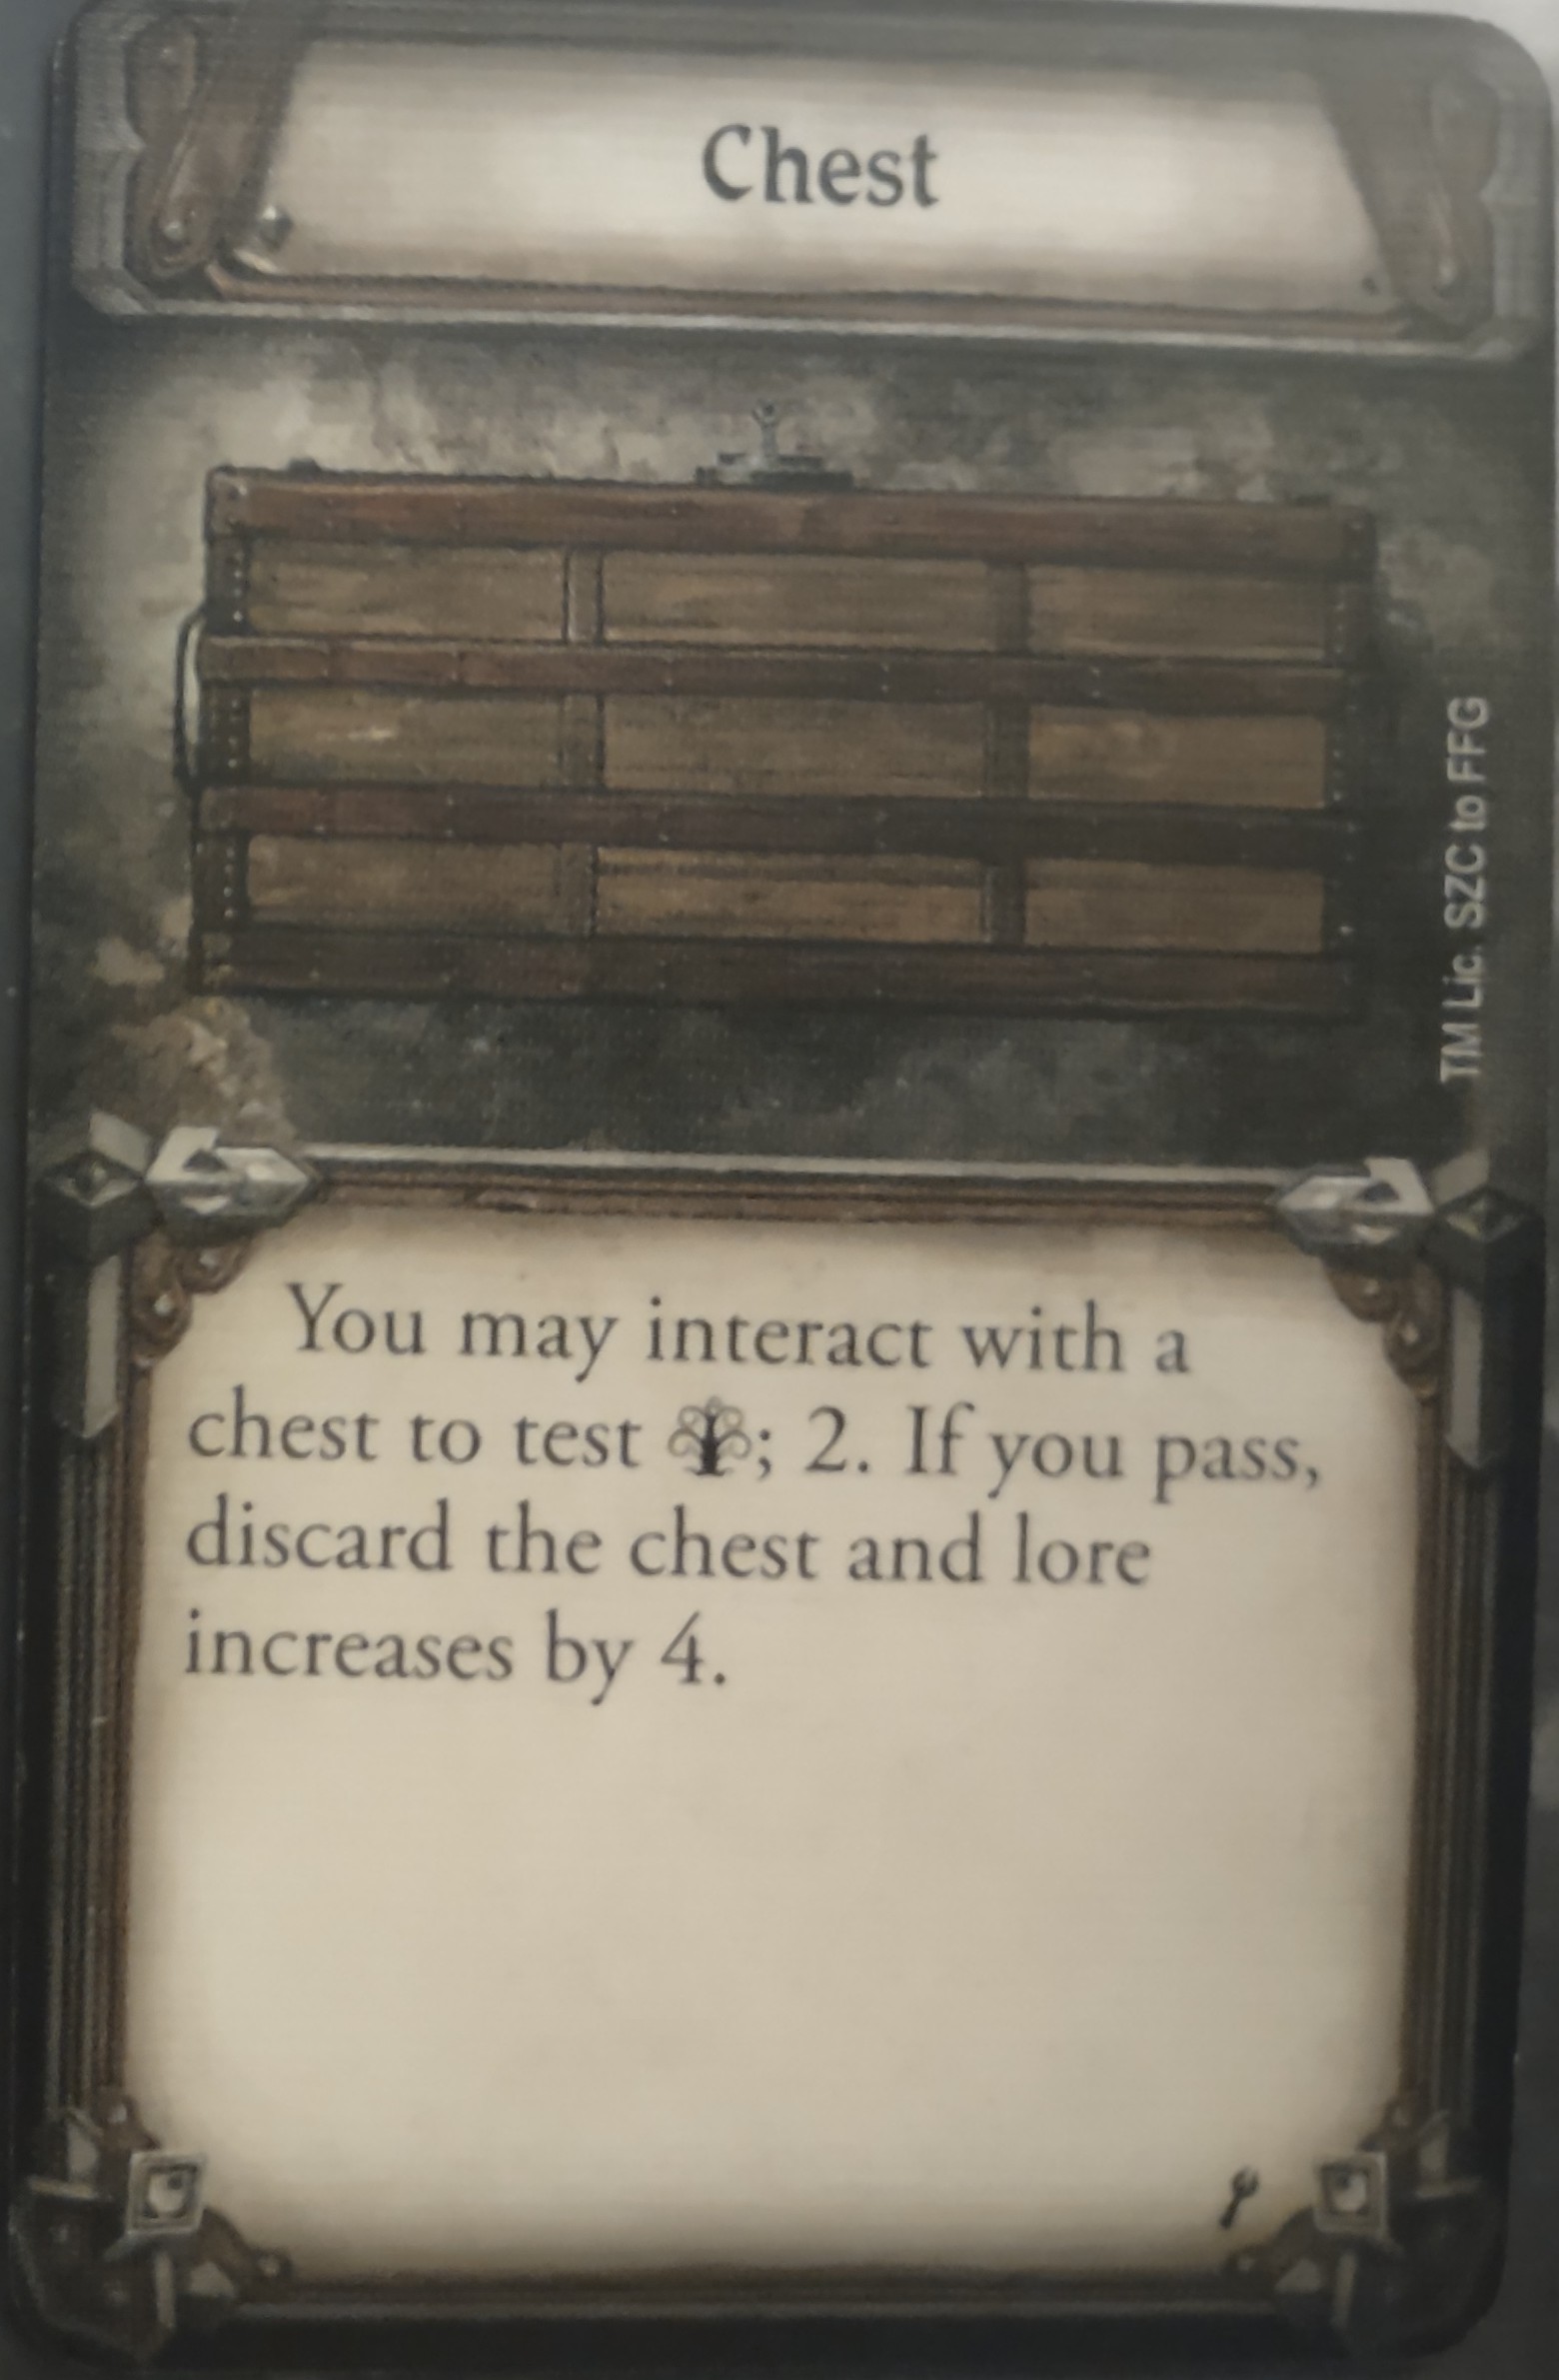 Chest
TM Lic. SZC to FFG
You may interact with a
chest to test ; 2. If you pass,
discard the chest and lore
increases by 4.